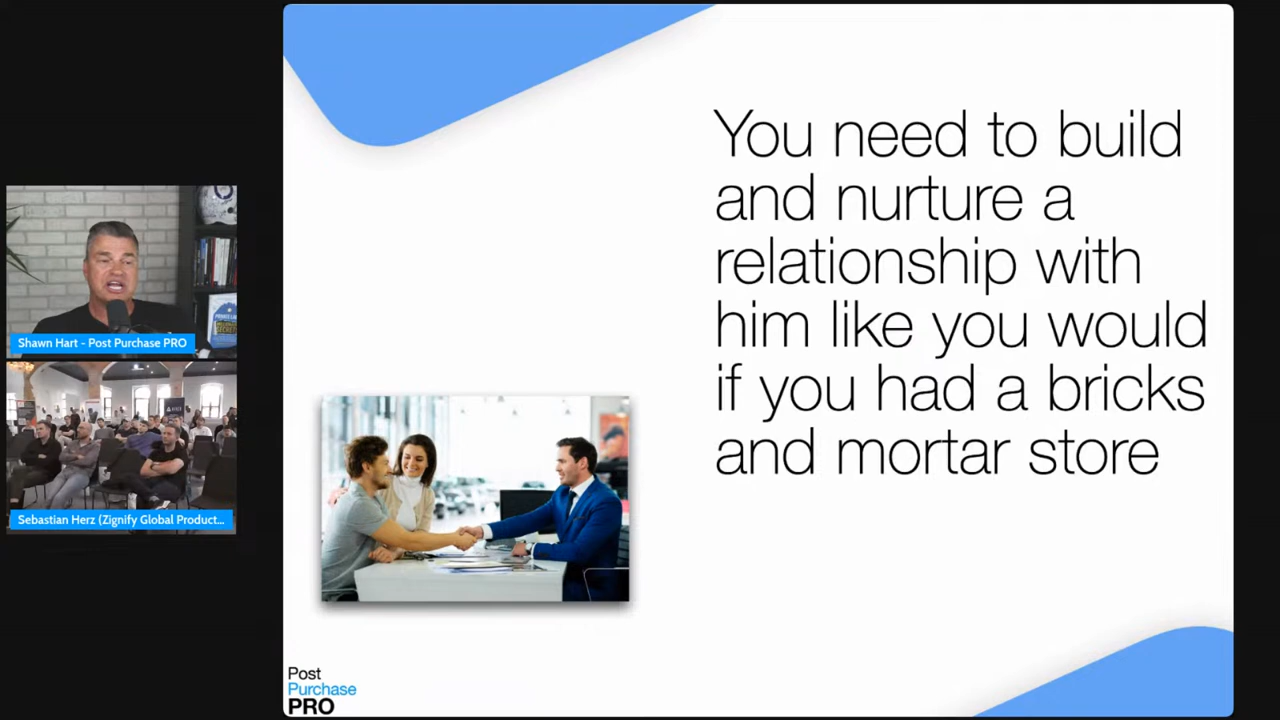 You need to build
and nurture a
relationship with
him like you would
if you had a bricks
and mortar store
Shawn Hart - Post Purchase PRO
Sebastian Herz (Zignify Global Product...
Post
Purchase
PRO